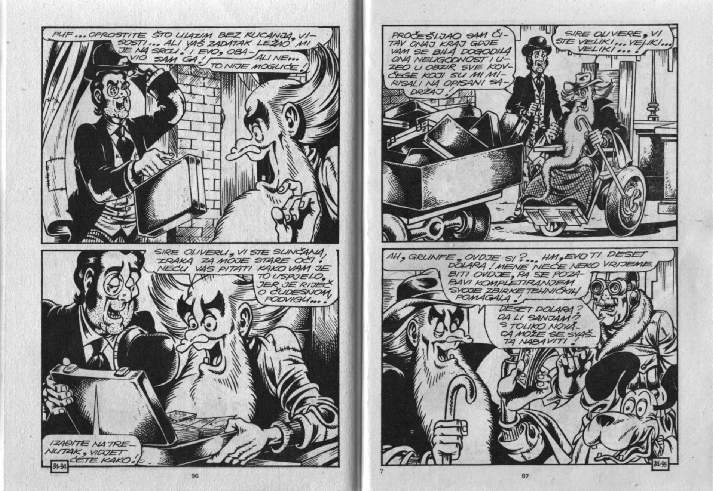 PUF... OPROSTITE ŠTO ULAZIM BEZ KUCANJA, VI-
SOSTI... ALI VAŠ ZADATAK LEŽAO MI
JE NA SRCU! I EVO, OBA-
VIO SAM GA!
ALI NE...
TO NIJE MOGUĆE!
SIRE OLIVERU, VI STE SUNČANA
ZRAKA ZA MOJE STARE OČI!
NEĆU VAS PITATI KAKO VAM JE
TO USPJELO,
JER JE RIJEČ
O ČUDESNOM
PODVIGU...!
IZAĐITE NA TRE-
NUTAK, VIDJET
ĆETE KAKO!
96
PROČEŠLJAO SAM ČI-
TAV ONAJ KRAJ GDJE
VAM SE BILA DOGODILA
ONA NEUGODNOST I U-
ZEO U OBZIR SVE KOV-
ČEGE KOJI SU MI MI-
RISALI NA OPISANI SA-
DRŽAJ!
SIRE OLIVERE, VI
STE VELIKI... VELIKI...
VELIKI...!
AH, GRUNFE, OVDJE SI?... HM, EVO TI DESET
DOLARA! MENE NEĆE NEKO VRIJEME
BITI OVDJE, PA SE POZA-
BAVI KOMPLETIRANJEM
SVOJE ZBIRKE TEHNIČKIH
POMAGALA!
DESET DOLARA?
DA LI SANJAM?
S TOLIKO NOVA-
CA MOŽE SE SVAŠ-
TA NABAVITI!
7
97